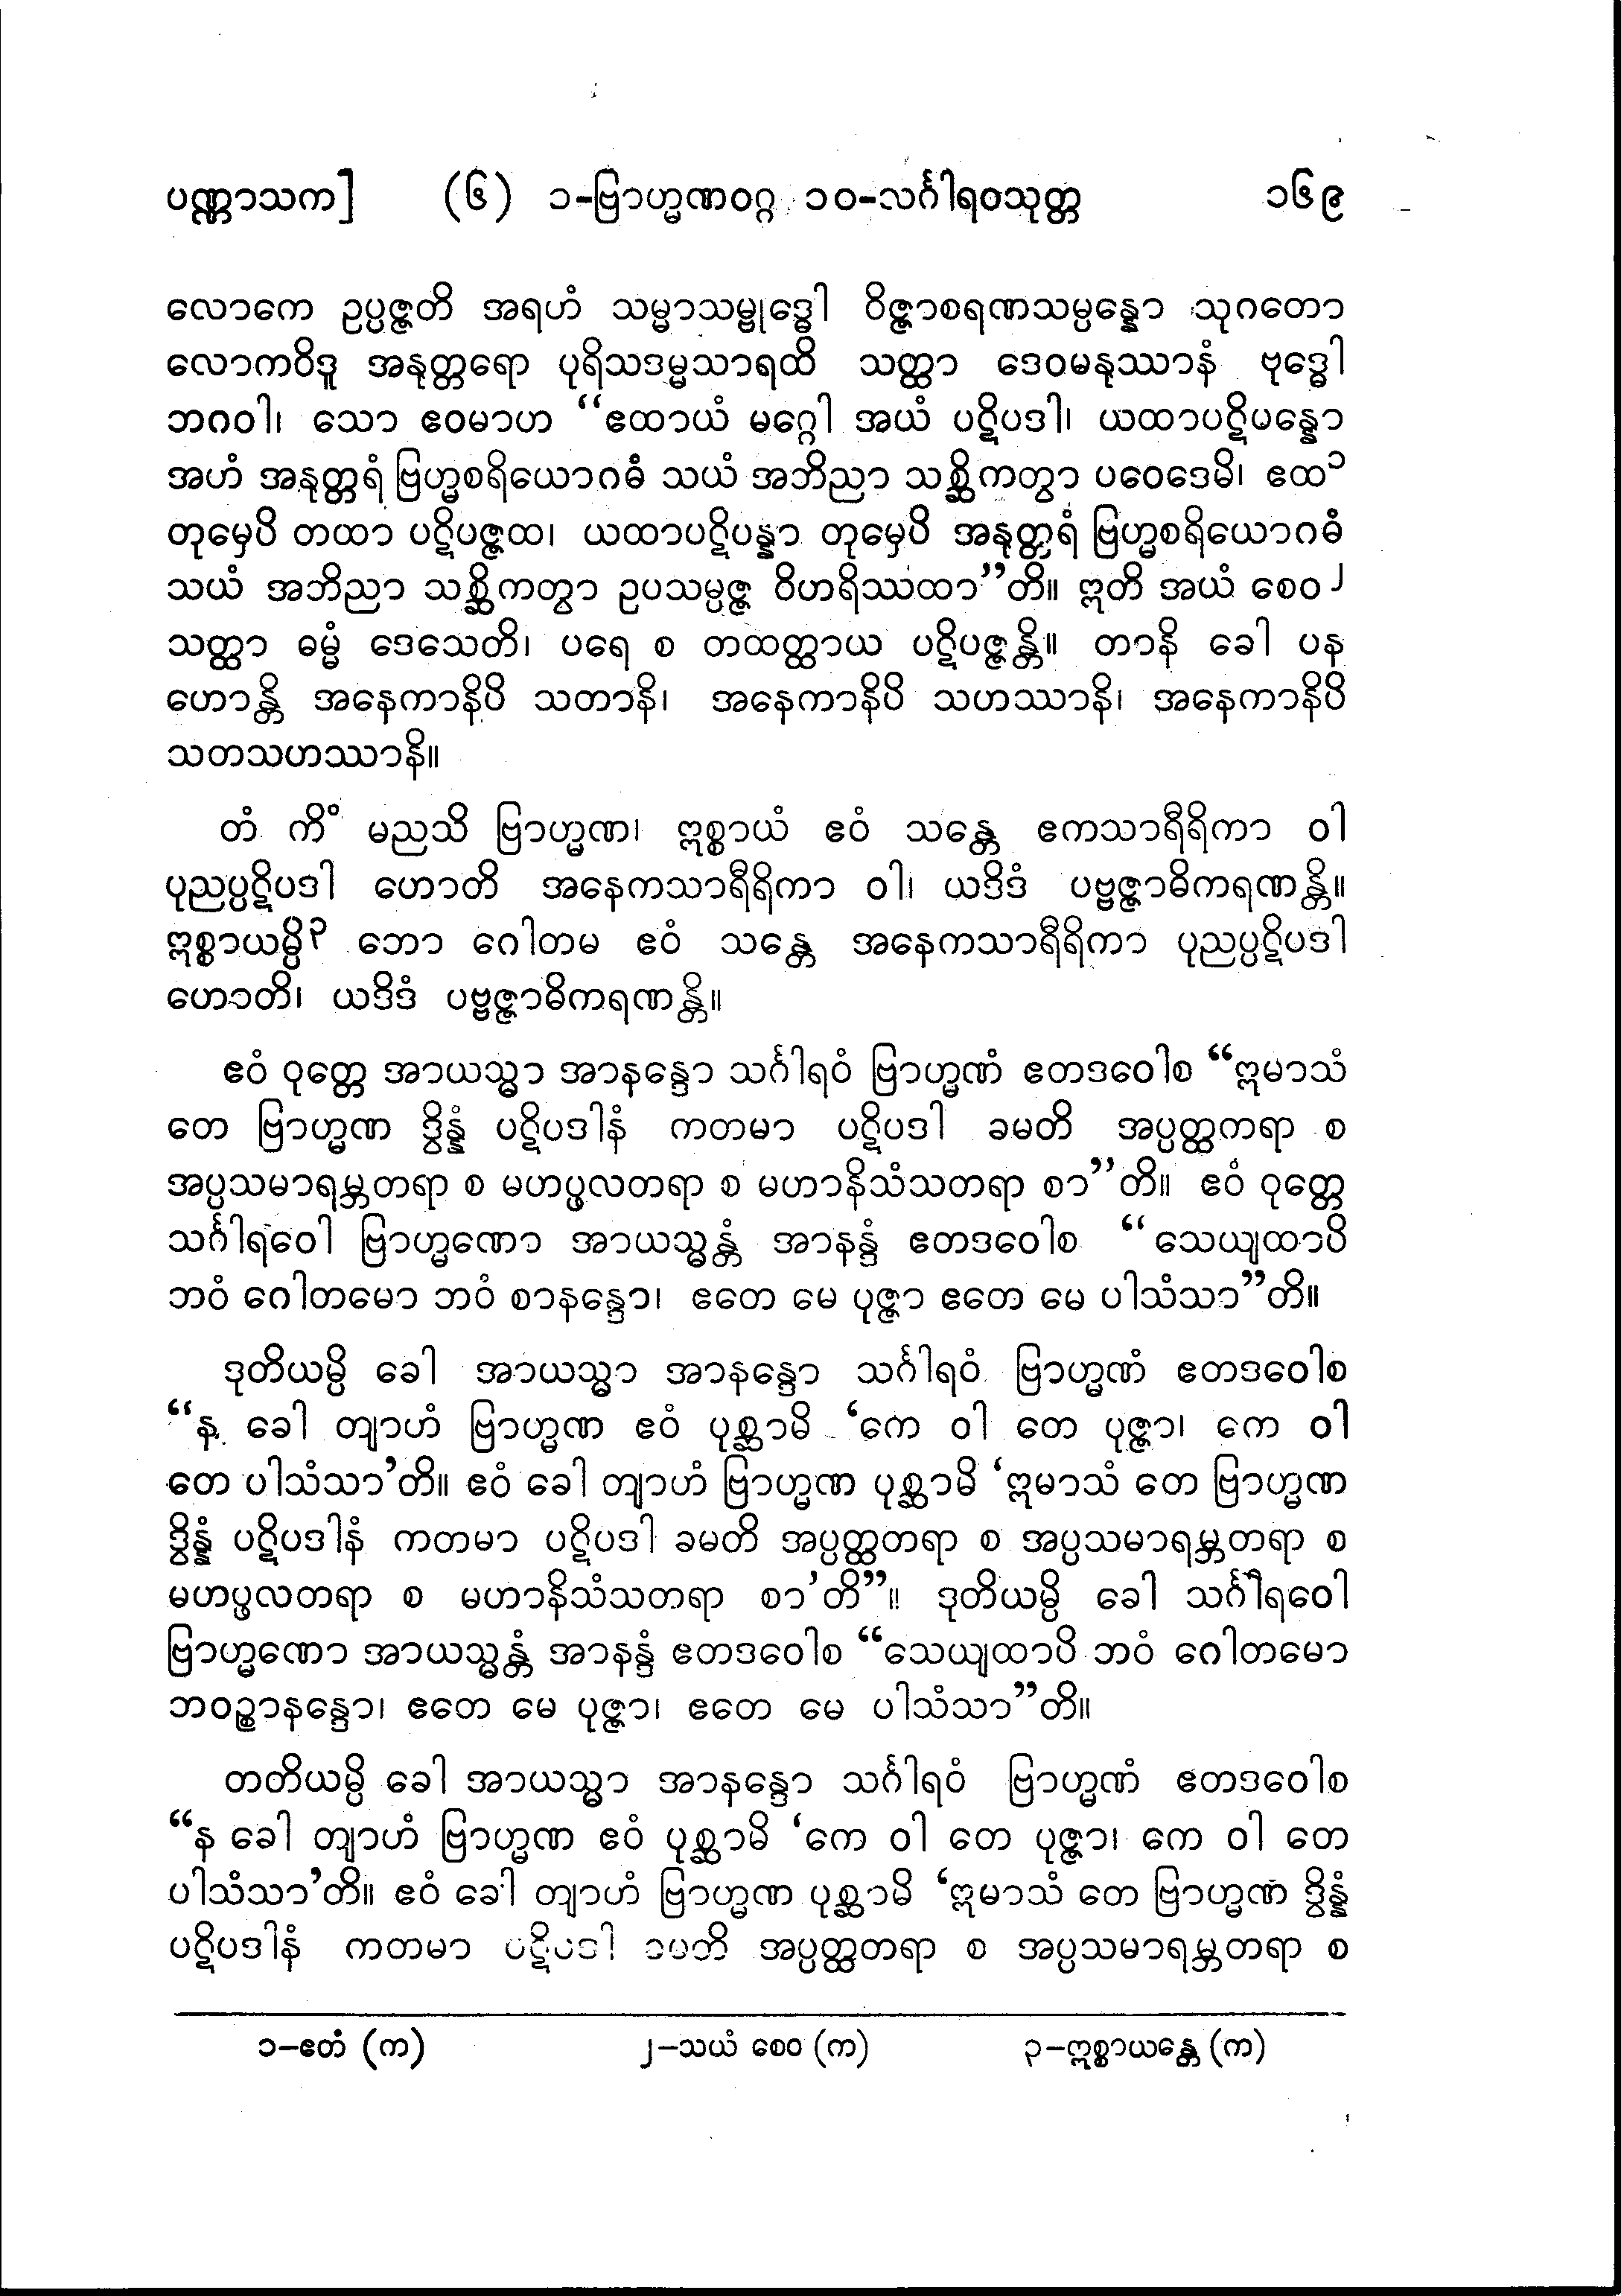 ပဏ္ဏာသက] (၆) ၁-ဗြာဟ္မဏဝဂ္ဂ ၁၀-သင်္ဂါရဝသုတ္တ ၁၆၉
လောကေ ဥပ္ပဇ္ဇတိ အရဟံ သမ္မာသမ္ဗုဒ္ဓေါ ဝိဇ္ဇာစရဏသမ္ပန္နော သုဂတော
လောကဝိဒူ အနုတ္တရော ပုရိသဒမ္မသာရထိ သတ္ထာ ဒေဝမနုဿာနံ ဗုဒ္ဓေါ
ဘဂဝါ၊ သော ဧဝမာဟ “ဧထာယံ မဂ္ဂေါ အယံ ပဋိပဒါ၊ ယထာပဋိပန္နော
အဟံ အနုတ္တရံ ဗြဟ္မစရိယောဂဓံ သယံ အဘိညာ သစ္ဆိကတွာ ပဝေဒေမိ၊ ဧထ၁
တုမှေပိ တထာ ပဋိပဇ္ဇထ၊ ယထာပဋိပန္နာ တုမှေပိ အနုတ္တရံ ဗြဟ္မစရိယောဂဓံ
သယံ အဘိညာ သစ္ဆိကတွာ ဥပသမ္ပဇ္ဇ ဝိဟရိဿထာ”တိ။ ဣတိ အယံ စေဝ၂
သတ္ထာ ဓမ္မံ ဒေသေတိ၊ ပရေ စ တထတ္ထာယ ပဋိပဇ္ဇန္တိ။ တာနိ ခေါ ပန
ဟောန္တိ အနေကာနိပိ သတာနိ၊ အနေကာနိပိ သဟဿာနိ၊ အနေကာနိပိ
သတသဟဿာနိ။
တံ ကိံ မညသိ ဗြာဟ္မဏ၊ ဣစ္စာယံ ဧဝံ သန္တေ ဧကသာရီရိကာ ဝါ
ပုညပ္ပဋိပဒါ ဟောတိ အနေကသာရီရိကာ ဝါ၊ ယဒိဒံ ပဗ္ဗဇ္ဇာဓိကရဏန္တိ။
ဣစ္စာယမ္ပိ၃ ဘော ဂေါတမ ဧဝံ သန္တေ အနေကသာရီရိကာ ပုညပ္ပဋိပဒါ
ဟောတိ၊ ယဒိဒံ ပဗ္ဗဇ္ဇာဓိကရဏန္တိ။
ဧဝံ ဝုတ္တေ အာယသ္မာ အာနန္ဒော သင်္ဂါရဝံ ဗြာဟ္မဏံ ဧတဒဝေါစ “ဣမာသံ
တေ ဗြာဟ္မဏ ဒွိန္နံ ပဋိပဒါနံ ကတမာ ပဋိပဒါ ခမတိ အပ္ပတ္ထကရာ စ
အပ္ပသမာရမ္ဘတရာ စ မဟပ္ဖလတရာ စ မဟာနိသံသတရာ စာ”တိ။ ဧဝံ ဝုတ္တေ
သင်္ဂါရဝေါ ဗြာဟ္မဏော အာယသ္မန္တံ အာနန္ဒံ ဧတဒဝေါစ “သေယျထာပိ
ဘဝံ ဂေါတမော ဘဝံ စာနန္ဒော၊ ဧတေ မေ ပုဇ္ဇာ ဧတေ မေ ပါသံသာ”တိ။
ဒုတိယမ္ပိ ခေါ အာယသ္မာ အာနန္ဒော သင်္ဂါရဝံ ဗြာဟ္မဏံ ဧတဒဝေါစ
“န ခေါ တျာဟံ ဗြာဟ္မဏ ဧဝံ ပုစ္ဆာမိ ‘ကေ ဝါ တေ ပုဇ္ဇာ၊ ကေ ဝါ
တေ ပါသံသာ’တိ။ ဧဝံ ခေါ တျာဟံ ဗြာဟ္မဏ ပုစ္ဆာမိ ‘ဣမာသံ တေ ဗြာဟ္မဏ
ဒွိန္နံ ပဋိပဒါနံ ကတမာ ပဋိပဒါ ခမတိ အပ္ပတ္ထတရာ စ အပ္ပသမာရမ္ဘတရာ စ
မဟပ္ဖလတရာ စ မဟာနိသံသတရာ စာ’တိ”။ ဒုတိယမ္ပိ ခေါ သင်္ဂါရဝေါ
ဗြာဟ္မဏော အာယသ္မန္တံ အာနန္ဒံ ဧတဒဝေါစ “သေယျထာပိ ဘဝံ ဂေါတမော
ဘဝဉ္စာနန္ဒော၊ ဧတေ မေ ပုဇ္ဇာ၊ ဧတေ မေ ပါသံသာ”တိ။
တတိယမ္ပိ ခေါ အာယသ္မာ အာနန္ဒော သင်္ဂါရဝံ ဗြာဟ္မဏံ ဧတဒဝေါစ
“န ခေါ တျာဟံ ဗြာဟ္မဏ ဧဝံ ပုစ္ဆာမိ ‘ကေ ဝါ တေ ပုဇ္ဇာ၊ ကေ ဝါ တေ
ပါသံသာ’တိ။ ဧဝံ ခေါ တျာဟံ ဗြာဟ္မဏ ပုစ္ဆာမိ ‘ဣမာသံ တေ ဗြာဟ္မဏ ဒွိန္နံ
ပဋိပဒါနံ ကတမာ ပဋိပဒါ ခမတိ အပ္ပတ္ထတရာ စ အပ္ပသမာရမ္ဘတရာ စ
၁-ဧတံ (က) ၂-သယံ စေဝ (က) ၃-ဣစ္စာယန္တေ (က)